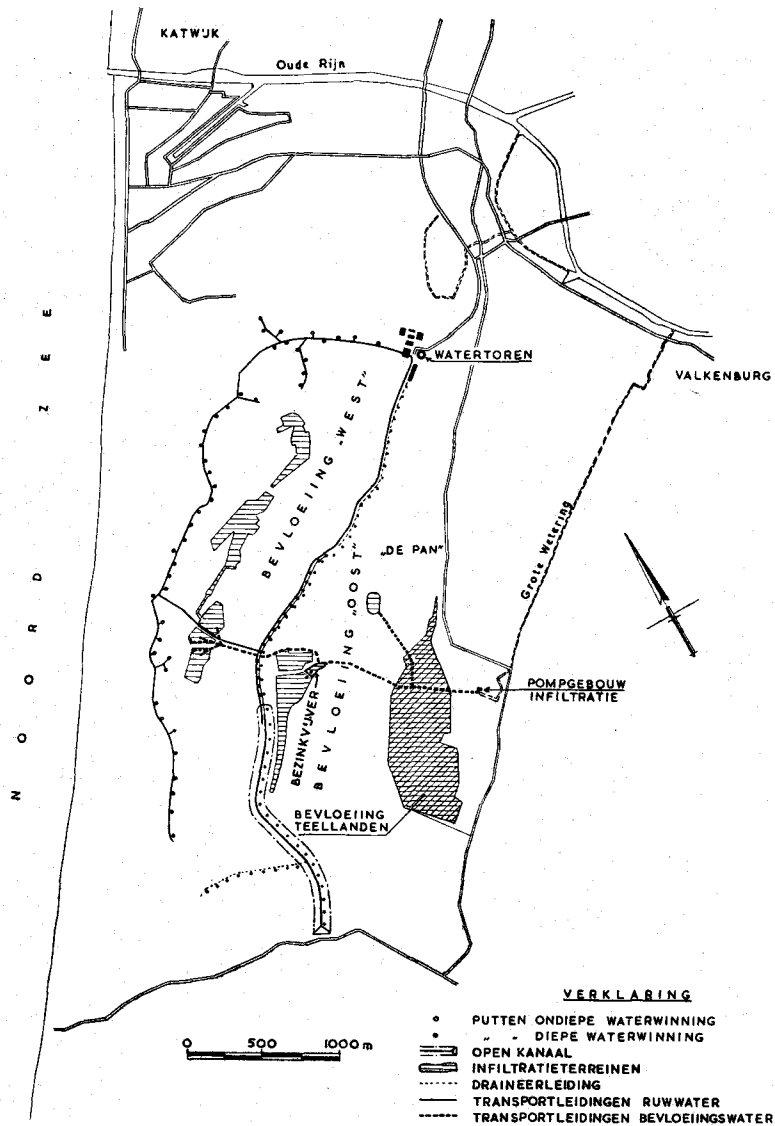 KATWIJK
Oude Rijn
NOORD ZEE
WATERTOREN
VALKENBURG
BEVLOEIING „WEST"
„DE PAN"
BEVLOEIING „OOST"
Grote Wetering
BEZINKVIJVER
POMPGEBOUW
INFILTRATIE
BEVLOEIING
TEELLANDEN
VERKLARING
PUTTEN ONDIEPE WATERWINNING
„ - DIEPE WATERWINNING
OPEN KANAAL
INFILTRATIETERREINEN
DRAINEERLEIDING
TRANSPORTLEIDINGEN RUWWATER
TRANSPORTLEIDINGEN BEVLOEIINGSWATER
0 500 1000 m